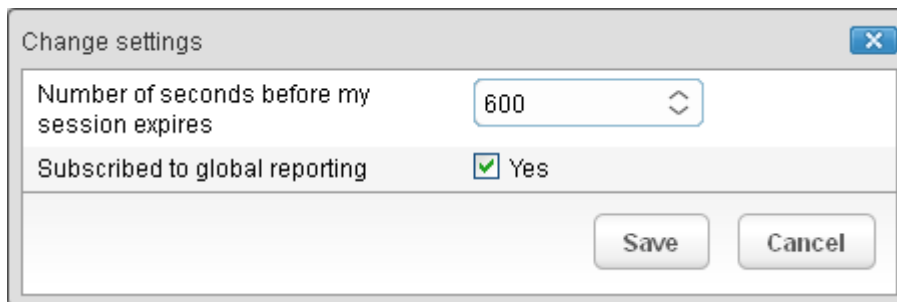 Change settings
Number of seconds before my
session expires
600
Subscribed to global reporting
Yes
Save
Cancel